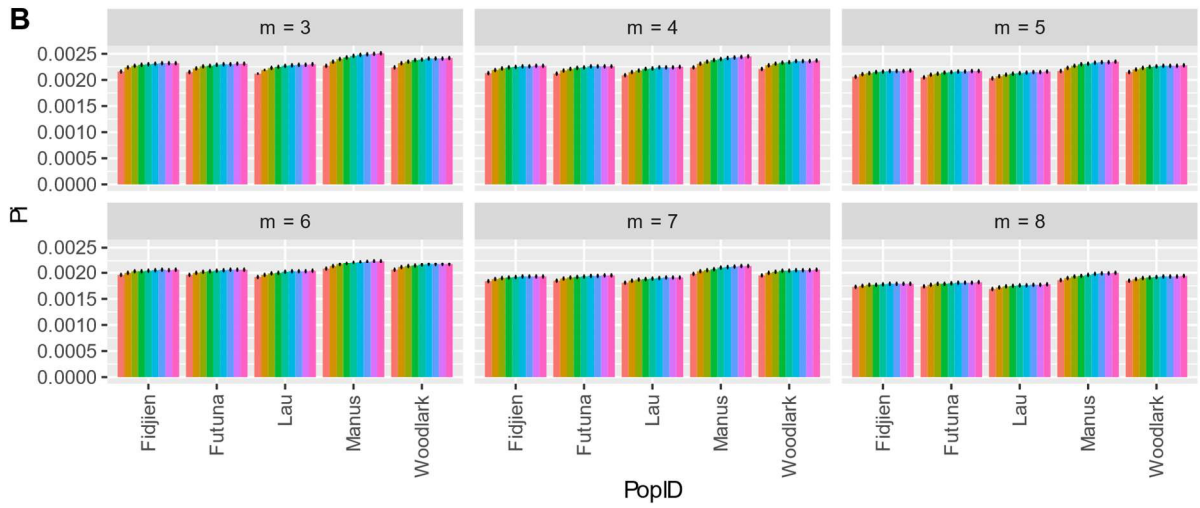 B
m = 3
m = 4
m = 5
0.0025
0.0020
0.0015
0.0010
0.0005
0.0000
Pi
m = 6
m = 7
m = 8
0.0025
0.0020
0.0015
0.0010
0.0005
0.0000
Fidjien
Futuna
Lau
Manus
Woodlark
Fidjien
Futuna
Lau
Manus
Woodlark
Fidjien
Futuna
Lau
Manus
Woodlark
PopID